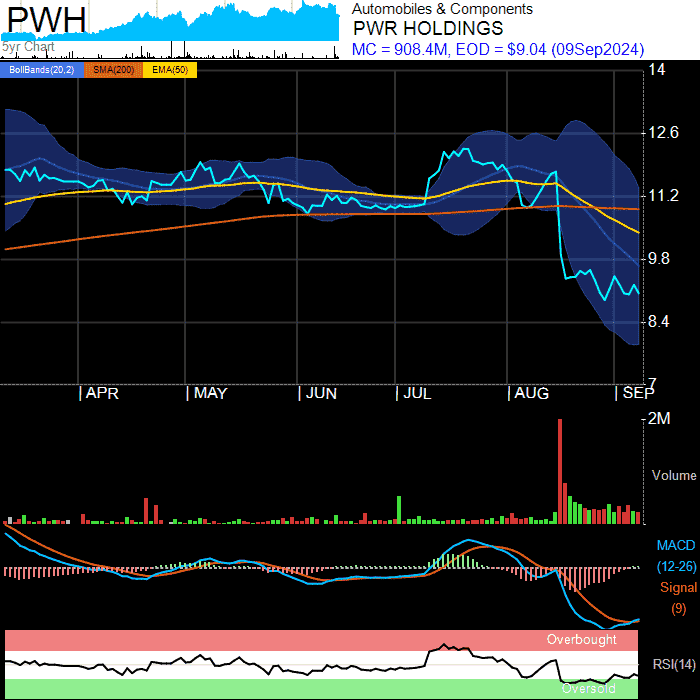 PWH
5yr Chart
Automobiles & Components
PWR HOLDINGS
MC = 908.4M, EOD = $9.04 (09Sep2024)
BollBands(20,2) SMA(200) EMA(50)
14
12.6
11.2
9.8
8.4
7
APR MAY JUN JUL AUG SEP
2M
Volume
MACD
(12-26)
Signal
(9)
Overbought
RSI(14)
Oversold